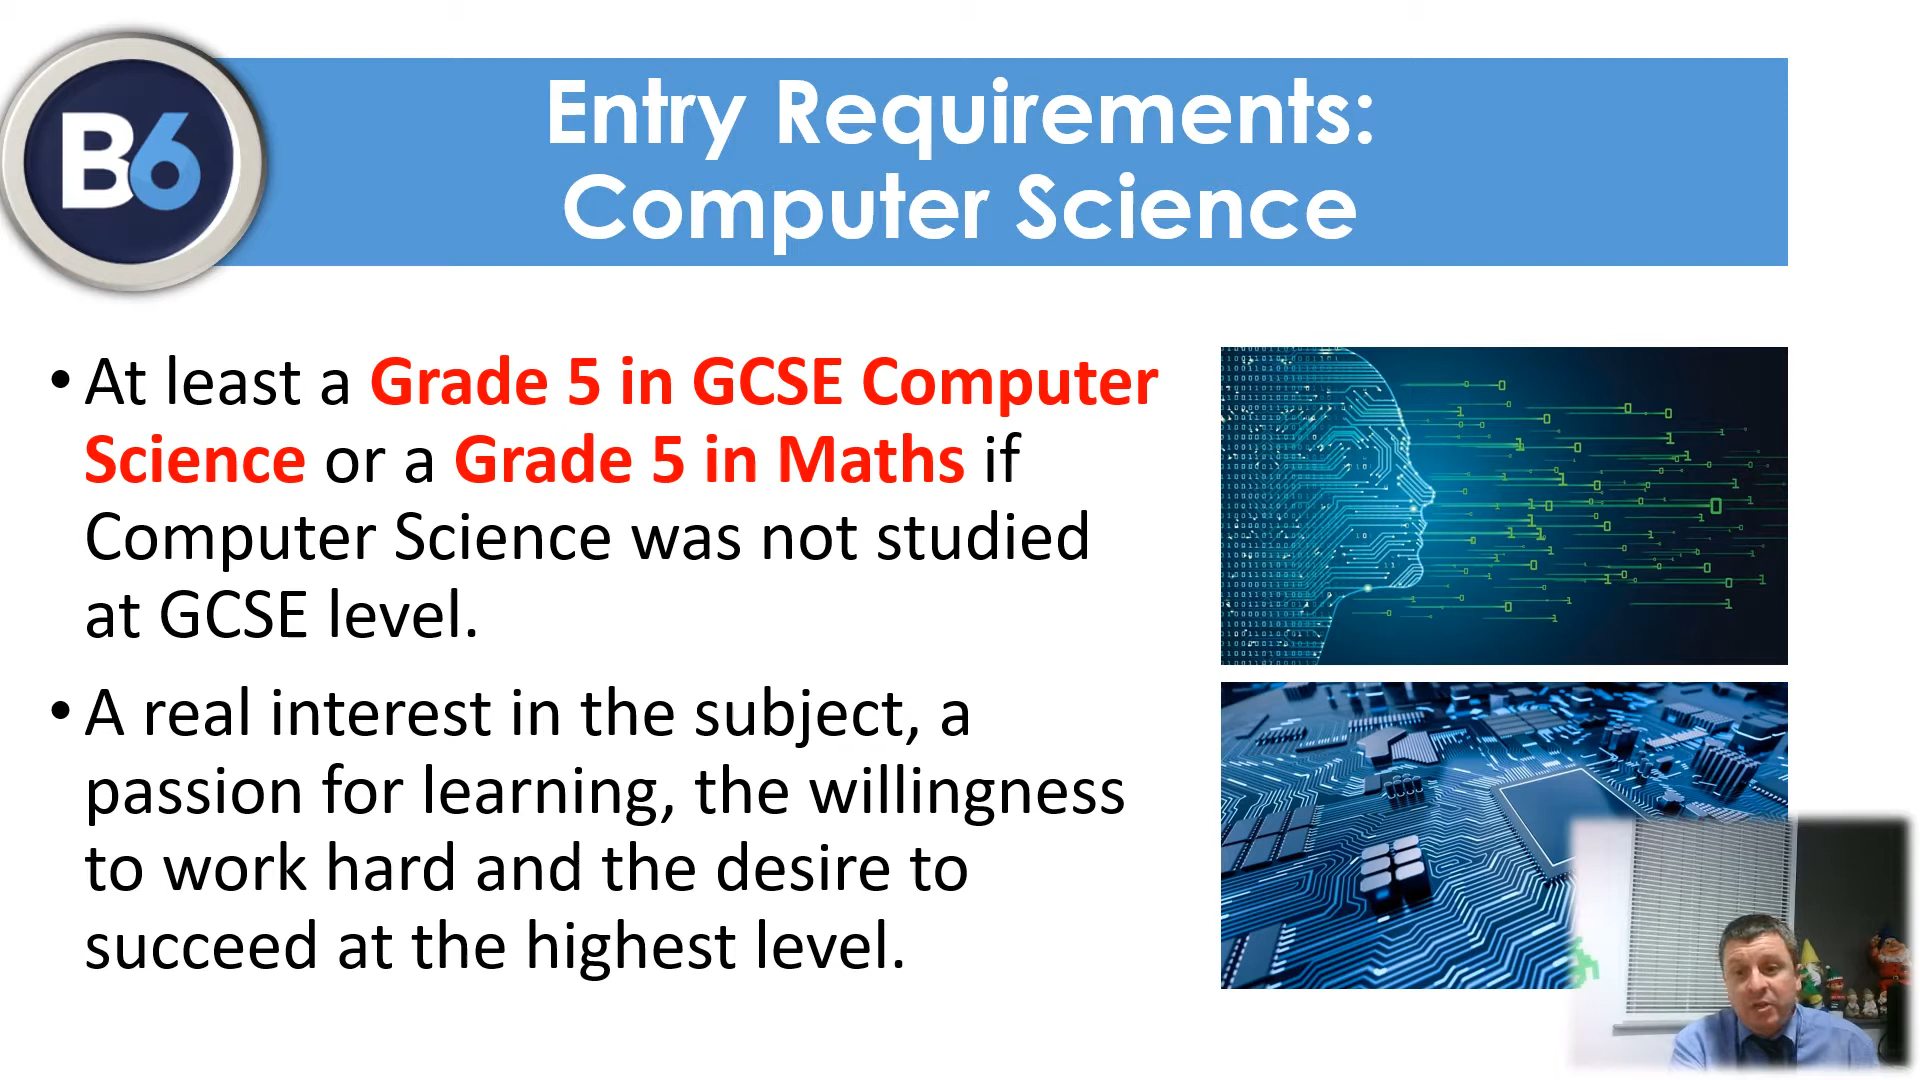 B6
Entry Requirements:
Computer Science
• At least a Grade 5 in GCSE Computer
Science or a Grade 5 in Maths if
Computer Science was not studied
at GCSE level.
• A real interest in the subject, a
passion for learning, the willingness
to work hard and the desire to
succeed at the highest level.